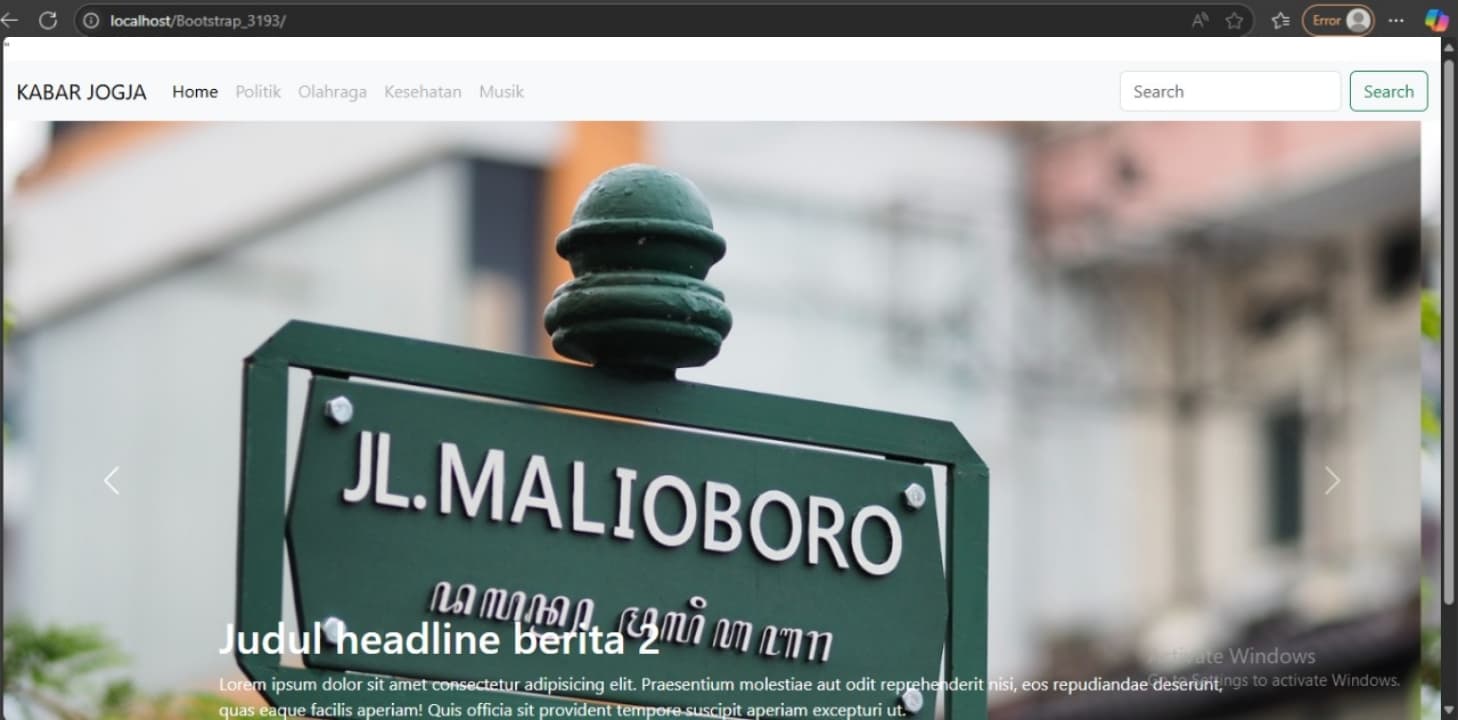 localhost/Bootstrap_3193/
Error
KABAR JOGJA Home Politik Olahraga Kesehatan Musik Search Search
JL.MALIOBORO
Judul headline berita 2
Lorem ipsum dolor sit amet consectetur adipisicing elit. Praesentium molestiae aut odit reprehenderit nisi, eos repudiandae deserunt,
quas eaque facilis aperiam! Quis officia sit provident tempore suscipit aperiam excepturi ut.
Activate Windows
Go to Settings to activate Windows.